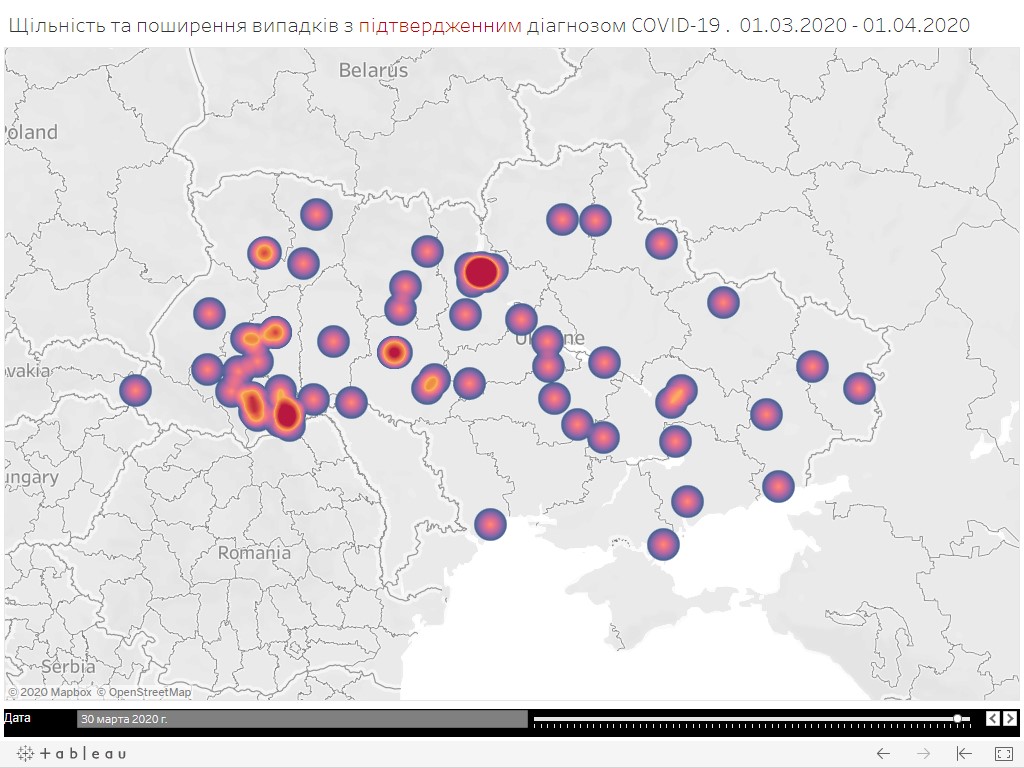 Щільність та поширення випадків з підтвердженним діагнозом COVID-19 . 01.03.2020 - 01.04.2020
Belarus
Poland
Ukraine
vakia
ungary
Romania
Serbia
© 2020 Mapbox © OpenStreetMap
Дата
30 марта 2020 г.
+ableau